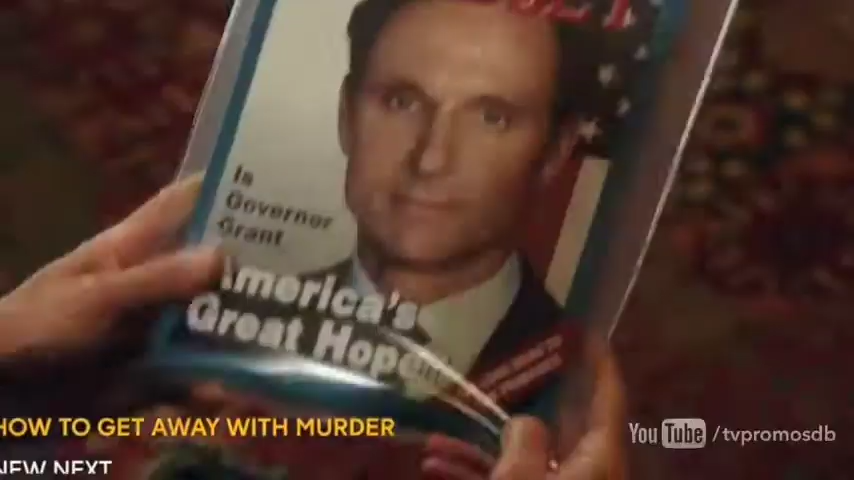 Is
Governor
Grant
America's
Great Hope
HOW TO GET AWAY WITH MURDER
NEW NEXT
YouTube /tvpromosdb